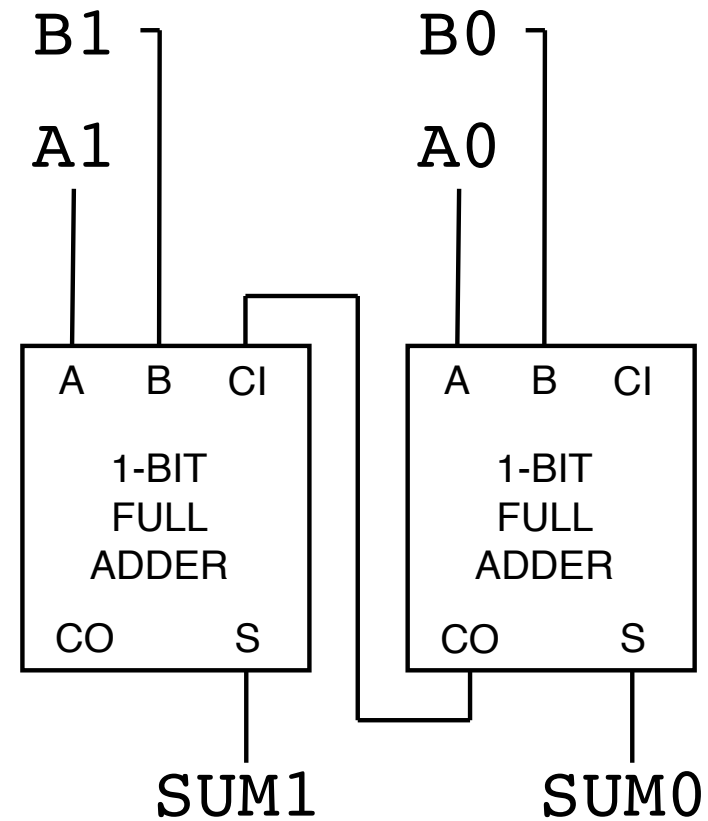 B1 B0
A1 A0
A B CI A B CI
1-BIT 1-BIT
FULL FULL
ADDER ADDER
CO S CO S
SUM1 SUM0